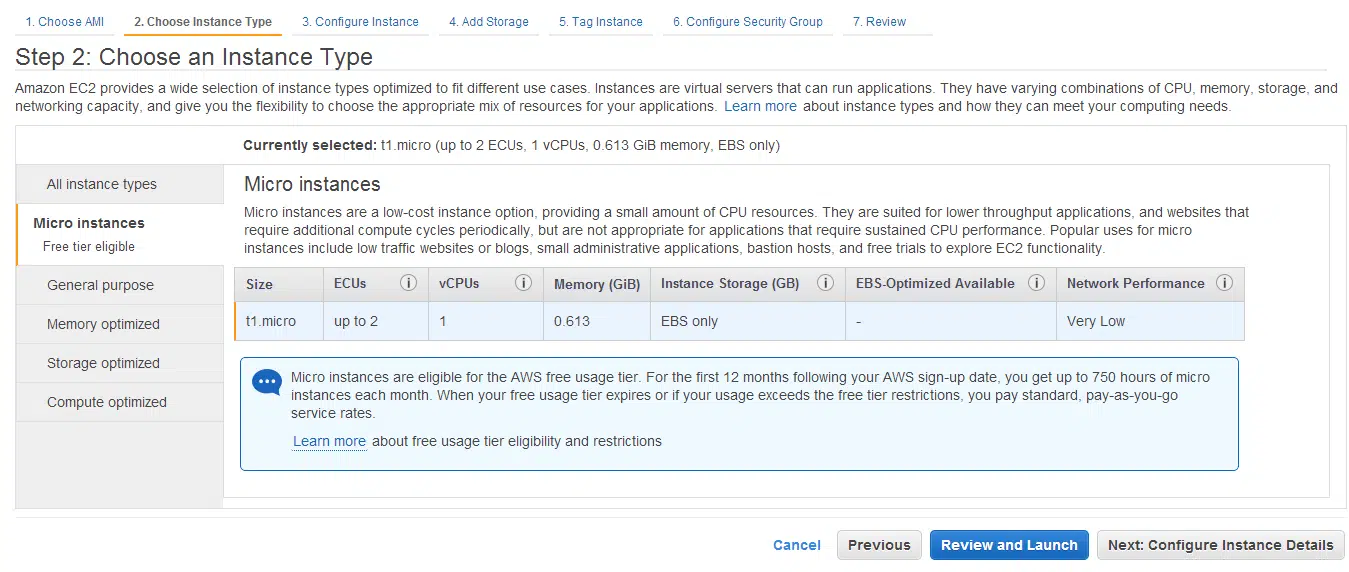 1. Choose AMI 2. Choose Instance Type 3. Configure Instance 4. Add Storage 5. Tag Instance 6. Configure Security Group 7. Review
Step 2: Choose an Instance Type
Amazon EC2 provides a wide selection of instance types optimized to fit different use cases. Instances are virtual servers that can run applications. They have varying combinations of CPU, memory, storage, and
networking capacity, and give you the flexibility to choose the appropriate mix of resources for your applications. Learn more about instance types and how they can meet your computing needs.
Currently selected: t1.micro (up to 2 ECUs, 1 vCPUs, 0.613 GiB memory, EBS only)
All instance types
Micro instances
Free tier eligible
General purpose
Memory optimized
Storage optimized
Compute optimized
Micro instances
Micro instances are a low-cost instance option, providing a small amount of CPU resources. They are suited for lower throughput applications, and websites that
require additional compute cycles periodically, but are not appropriate for applications that require sustained CPU performance. Popular uses for micro
instances include low traffic websites or blogs, small administrative applications, bastion hosts, and free trials to explore EC2 functionality.
Size ECUs i vCPUs i Memory (GiB) Instance Storage (GB) i EBS-Optimized Available i Network Performance i
t1.micro up to 2 1 0.613 EBS only - Very Low
Micro instances are eligible for the AWS free usage tier. For the first 12 months following your AWS sign-up date, you get up to 750 hours of micro
instances each month. When your free usage tier expires or if your usage exceeds the free tier restrictions, you pay standard, pay-as-you-go
service rates.
Learn more about free usage tier eligibility and restrictions
Cancel Previous Review and Launch Next: Configure Instance Details